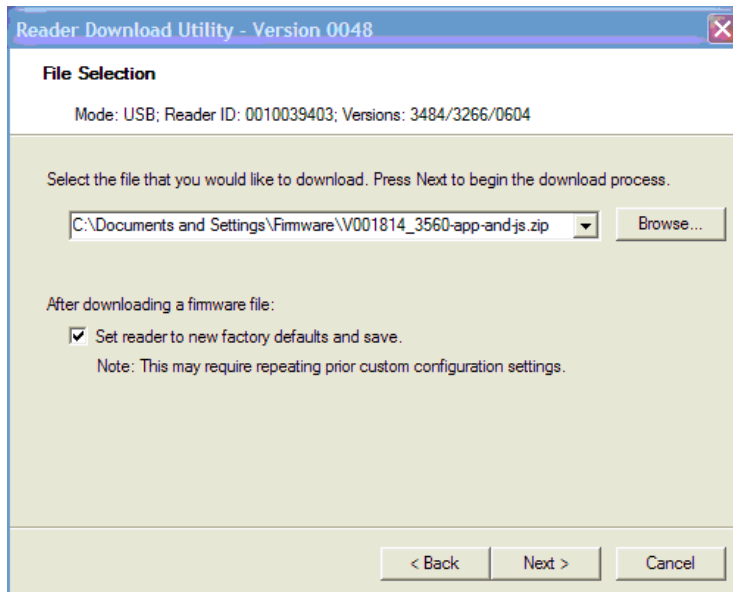 Reader Download Utility - Version 0048
File Selection
Mode: USB; Reader ID: 0010039403; Versions: 3484/3266/0604
Select the file that you would like to download. Press Next to begin the download process.
C:\Documents and Settings\Firmware\V001814_3560-app-and-js.zip
Browse...
After downloading a firmware file:
Set reader to new factory defaults and save.
Note: This may require repeating prior custom configuration settings.
< Back Next > Cancel